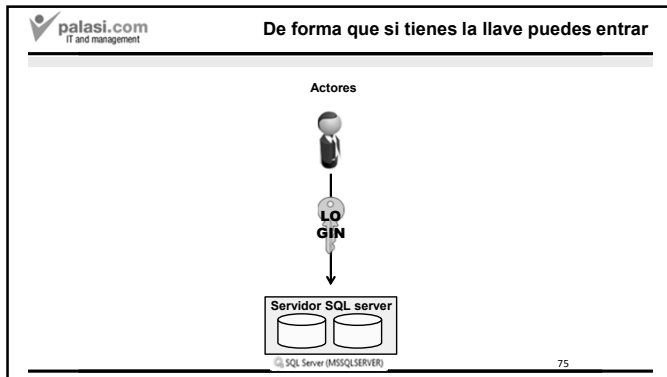 palasi.com
IT and management
De forma que si tienes la llave puedes entrar
Actores
LO
GIN
Servidor SQL server
SQL Server (MSSQLSERVER)
75